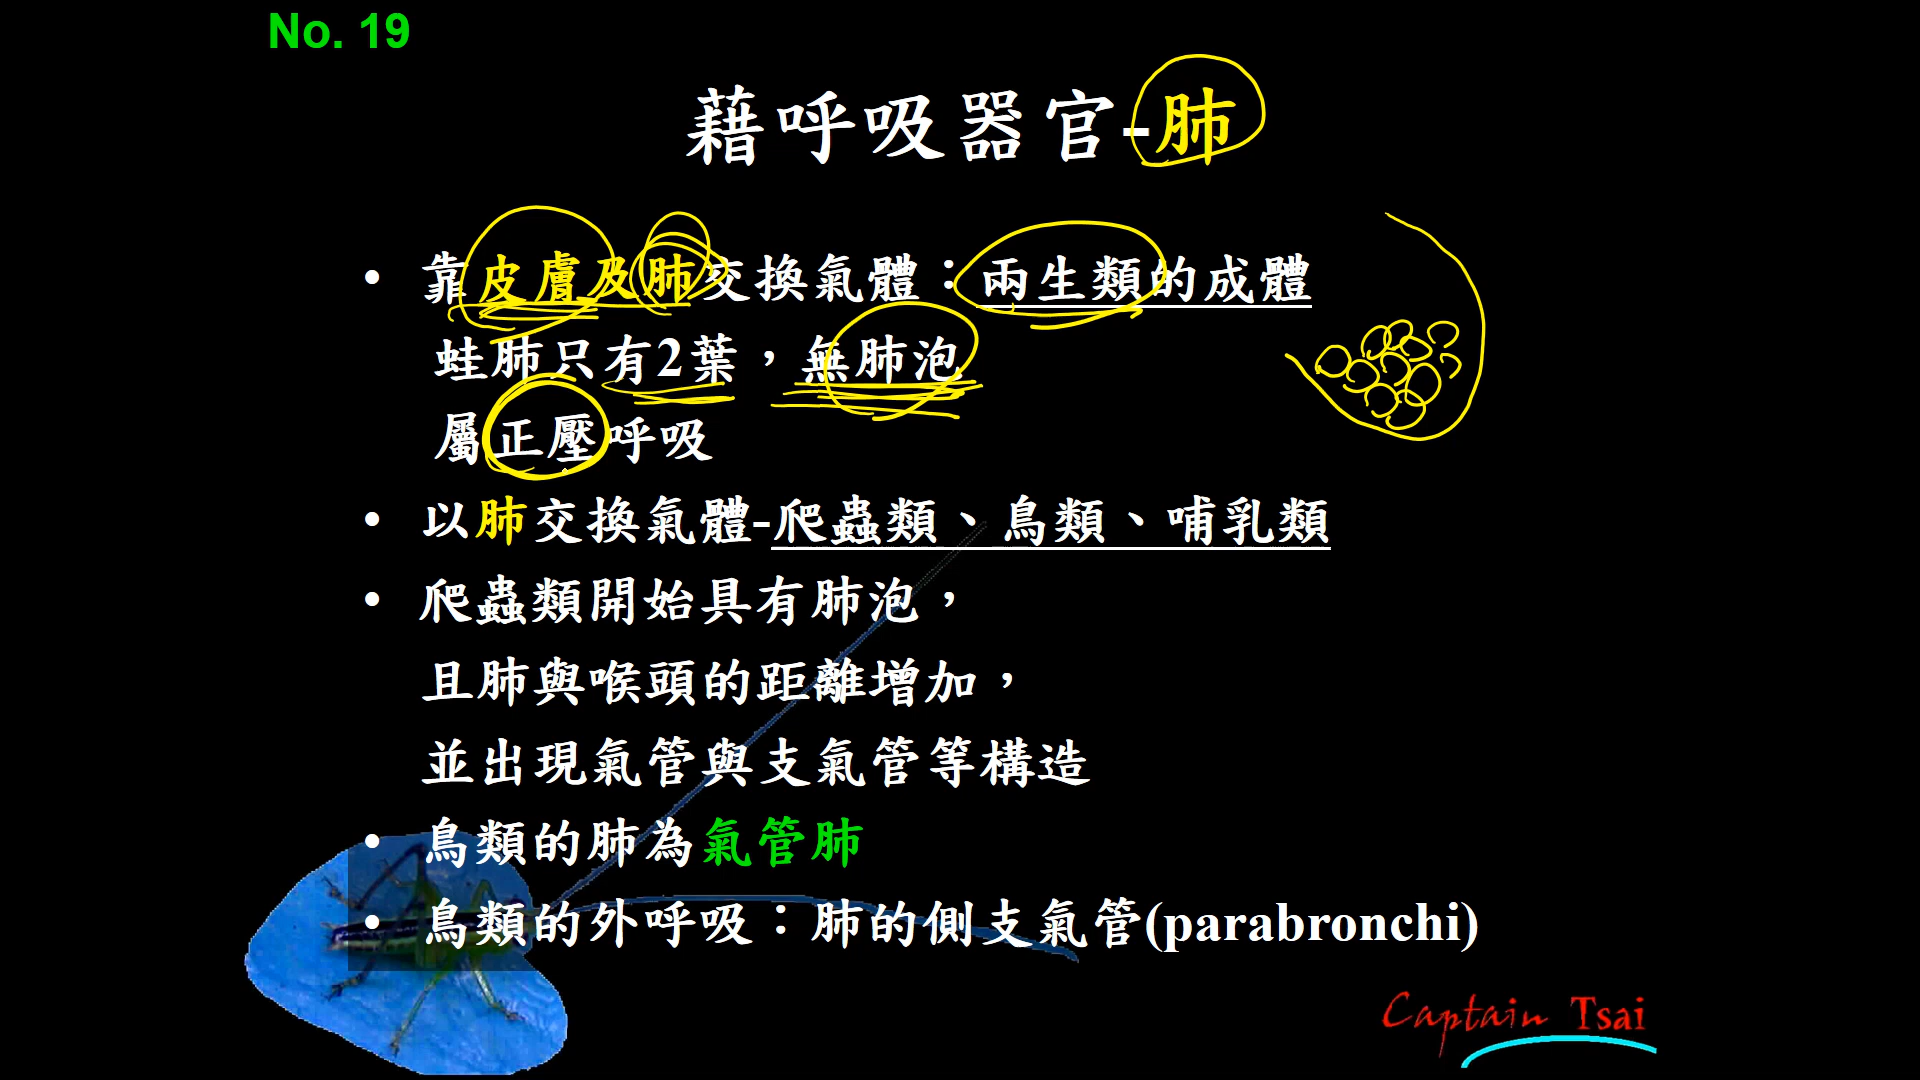 No. 19
藉呼吸器官-肺
• 靠皮膚及肺交換氣體：兩生類的成體
蛙肺只有2葉，無肺泡
屬正壓呼吸
• 以肺交換氣體-爬蟲類、鳥類、哺乳類
• 爬蟲類開始具有肺泡，
且肺與喉頭的距離增加，
並出現氣管與支氣管等構造
• 鳥類的肺為氣管肺
• 鳥類的外呼吸：肺的側支氣管(parabronchi)
Captain Tsai